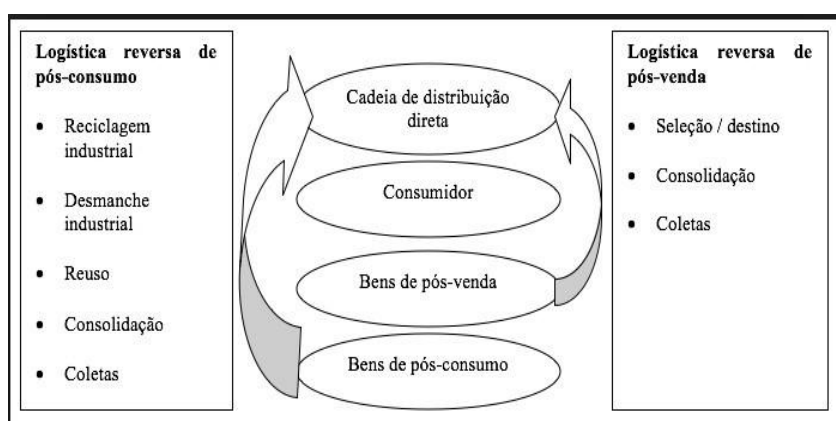 Logística reversa de
pós-consumo
Reciclagem
industrial
Desmanche
industrial
Reuso
Consolidação
Coletas
Cadeia de distribuição
direta
Consumidor
Bens de pós-venda
Bens de pós-consumo
Logística reversa de
pós-venda
Seleção / destino
Consolidação
Coletas